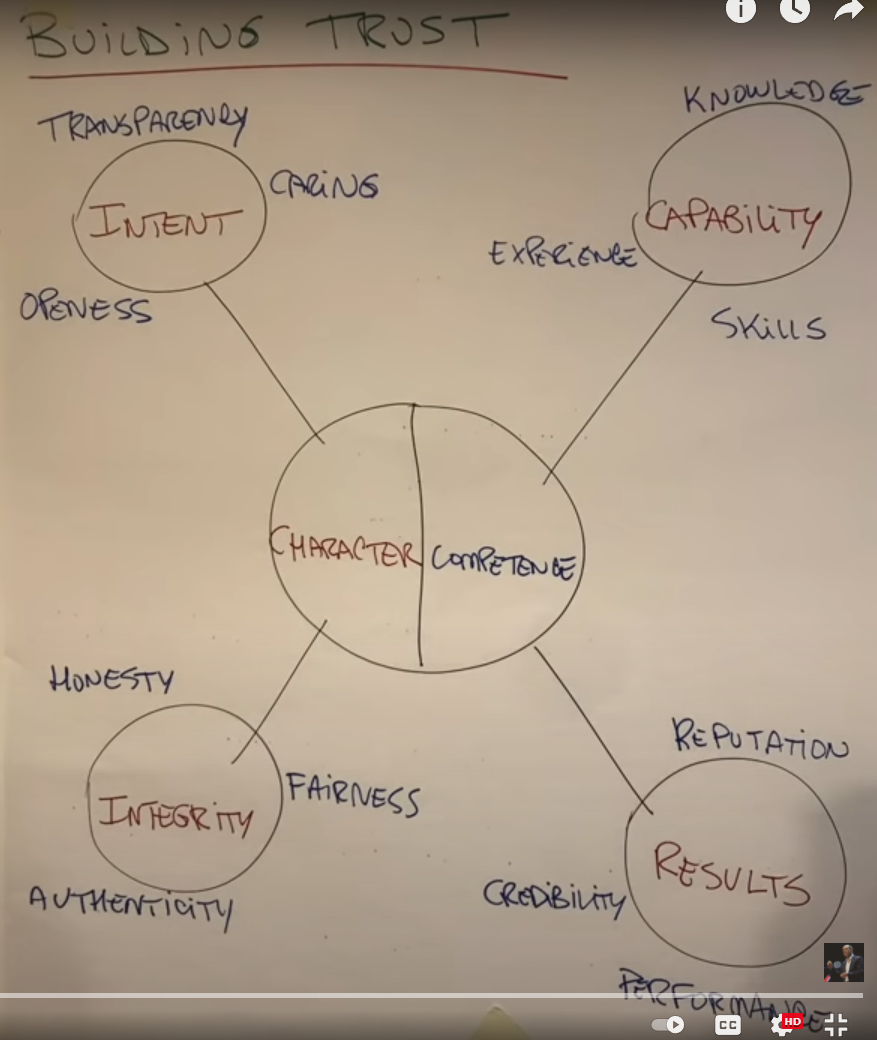 BUILDING TRUST
KNOWLEDGE
TRANSPARENCY
CARING
INTENT
CAPABILITY
EXPERIENCE
OPENESS
SKILLS
CHARACTER
COMPETENCE
HONESTY
REPUTATION
FAIRNESS
INTEGRITY
RESULTS
CREDIBILITY
AUTHENTICITY
PERFORMANCE
CC
HD